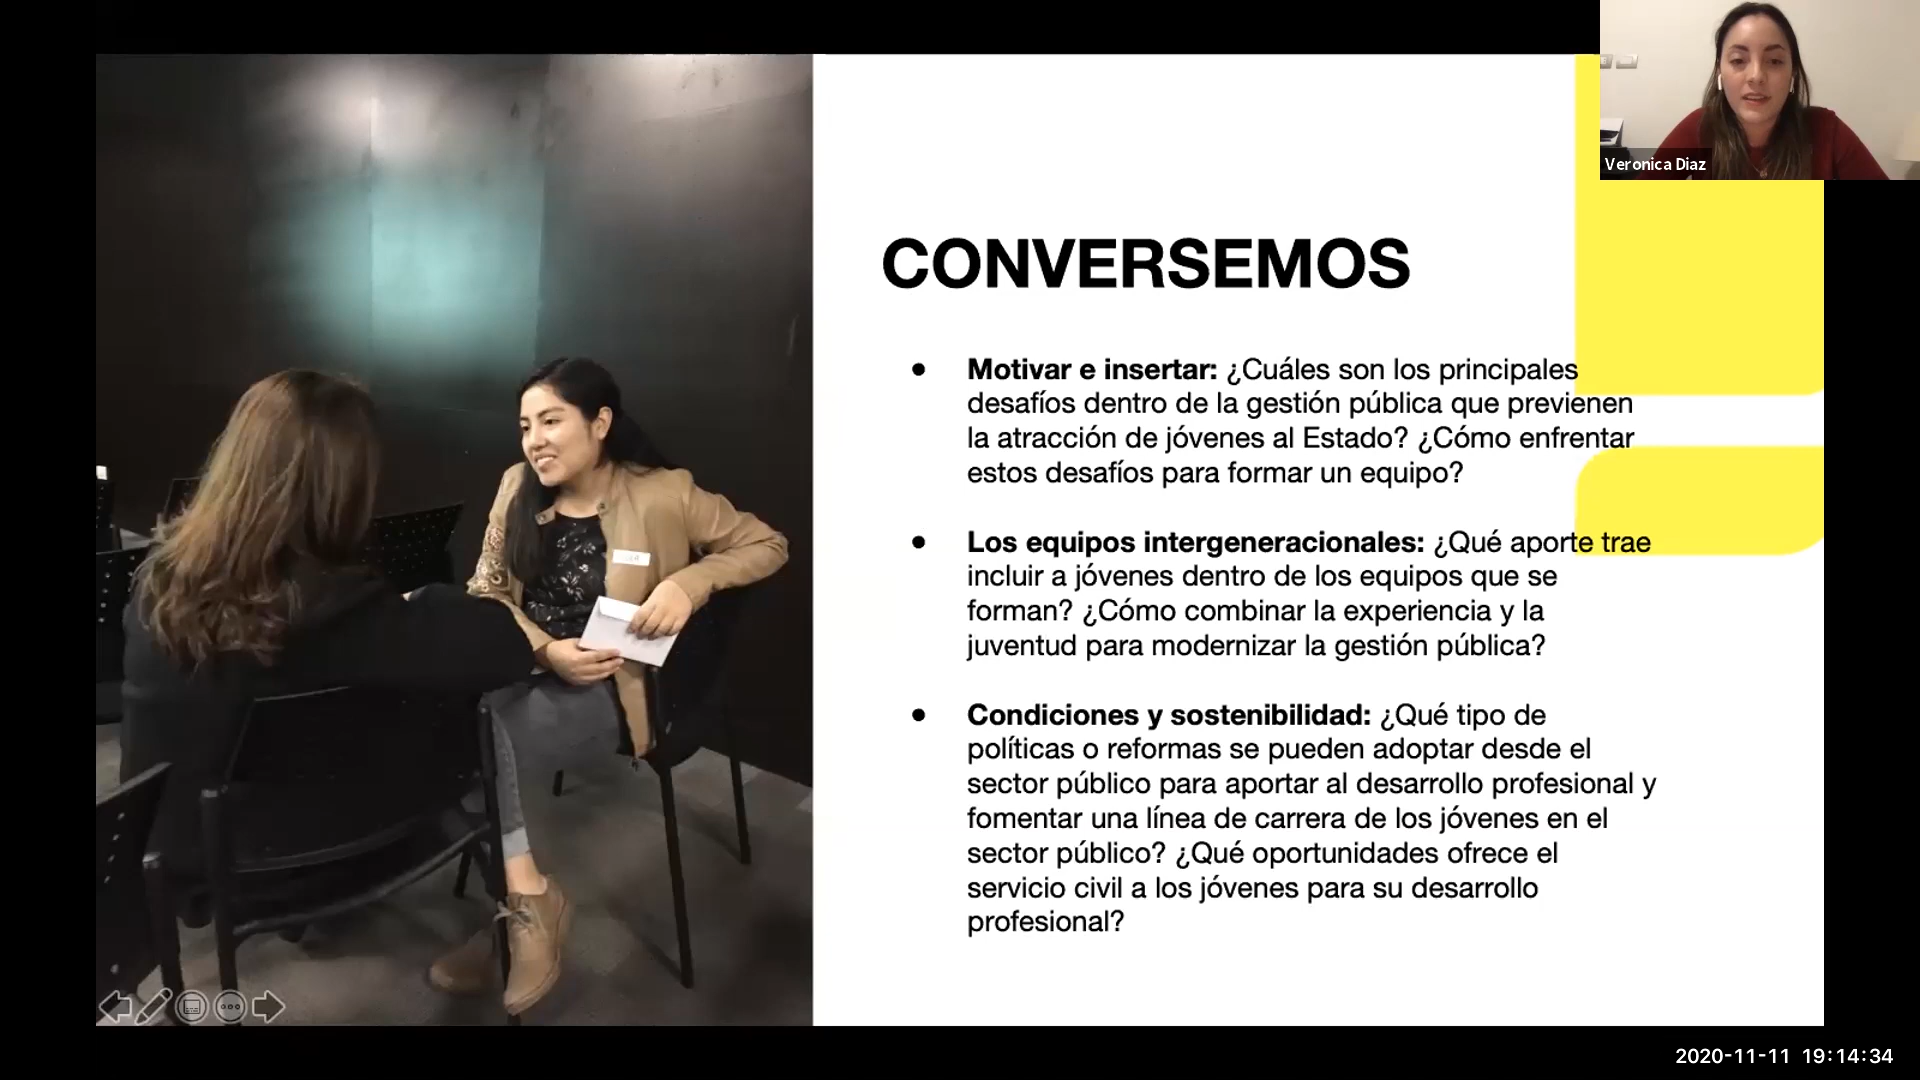 Veronica Diaz
CONVERSEMOS
• Motivar e insertar: ¿Cuáles son los principales
desafíos dentro de la gestión pública que previenen
la atracción de jóvenes al Estado? ¿Cómo enfrentar
estos desafíos para formar un equipo?
• Los equipos intergeneracionales: ¿Qué aporte trae
incluir a jóvenes dentro de los equipos que se
forman? ¿Cómo combinar la experiencia y la
juventud para modernizar la gestión pública?
• Condiciones y sostenibilidad: ¿Qué tipo de
políticas o reformas se pueden adoptar desde el
sector público para aportar al desarrollo profesional y
fomentar una línea de carrera de los jóvenes en el
sector público? ¿Qué oportunidades ofrece el
servicio civil a los jóvenes para su desarrollo
profesional?
2020-11-11 19:14:34